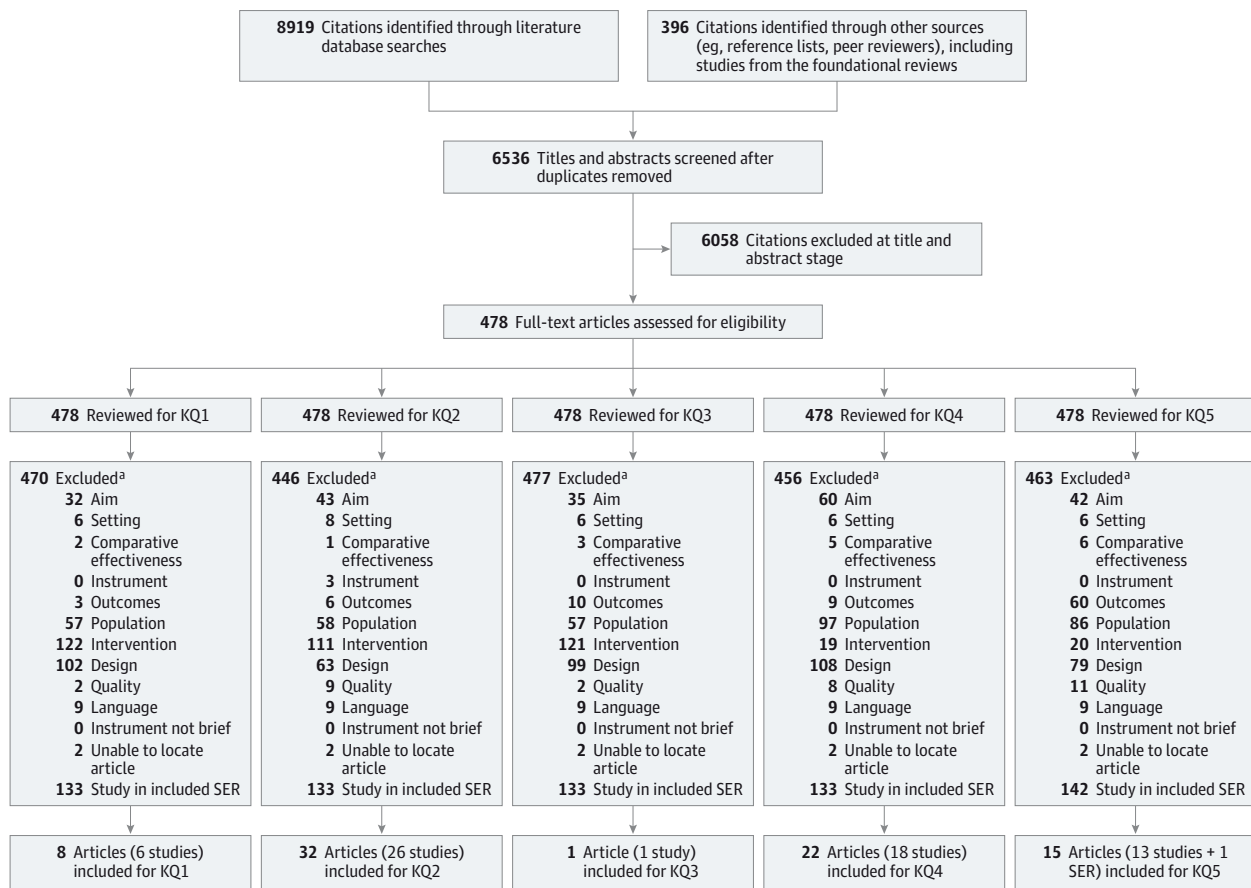 8919 Citations identified through literature
database searches
396 Citations identified through other sources
(eg, reference lists, peer reviewers), including
studies from the foundational reviews
6536 Titles and abstracts screened after
duplicates removed
6058 Citations excluded at title and
abstract stage
478 Full-text articles assessed for eligibility
478 Reviewed for KQ1
478 Reviewed for KQ2
478 Reviewed for KQ3
478 Reviewed for KQ4
478 Reviewed for KQ5
470 Excludedᵃ
32 Aim
6 Setting
2 Comparative
effectiveness
0 Instrument
3 Outcomes
57 Population
122 Intervention
102 Design
2 Quality
9 Language
0 Instrument not brief
2 Unable to locate
article
133 Study in included SER
446 Excludedᵃ
43 Aim
8 Setting
1 Comparative
effectiveness
3 Instrument
6 Outcomes
58 Population
111 Intervention
63 Design
9 Quality
9 Language
0 Instrument not brief
2 Unable to locate
article
133 Study in included SER
477 Excludedᵃ
35 Aim
6 Setting
3 Comparative
effectiveness
0 Instrument
10 Outcomes
57 Population
121 Intervention
99 Design
2 Quality
9 Language
0 Instrument not brief
2 Unable to locate
article
133 Study in included SER
456 Excludedᵃ
60 Aim
6 Setting
5 Comparative
effectiveness
0 Instrument
9 Outcomes
97 Population
19 Intervention
108 Design
8 Quality
9 Language
0 Instrument not brief
2 Unable to locate
article
133 Study in included SER
463 Excludedᵃ
42 Aim
6 Setting
6 Comparative
effectiveness
0 Instrument
60 Outcomes
86 Population
20 Intervention
79 Design
11 Quality
9 Language
0 Instrument not brief
2 Unable to locate
article
142 Study in included SER
8 Articles (6 studies)
included for KQ1
32 Articles (26 studies)
included for KQ2
1 Article (1 study)
included for KQ3
22 Articles (18 studies)
included for KQ4
15 Articles (13 studies + 1
SER) included for KQ5